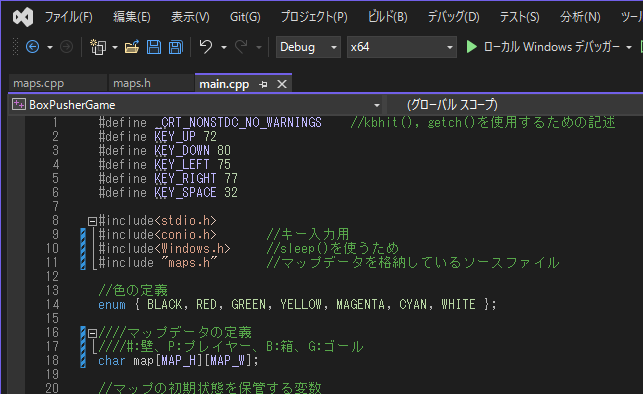 ファイル(F) 編集(E) 表示(V) Git(G) プロジェクト(P) ビルド(B) デバッグ(D) テスト(S) 分析(N) ツー
Debug x64 ローカル Windows デバッガー
maps.cpp maps.h main.cpp
BoxPusherGame (グローバル スコープ)
1 #define _CRT_NONSTDC_NO_WARNINGS //kbhit(), getch()を使用するための記述
2 #define KEY_UP 72
3 #define KEY_DOWN 80
4 #define KEY_LEFT 75
5 #define KEY_RIGHT 77
6 #define KEY_SPACE 32
7
8 #include<stdio.h>
9 #include<conio.h> //キー入力用
10 #include<Windows.h> //sleep()を使うため
11 #include "maps.h" //マップデータを格納しているソースファイル
12
13 //色の定義
14 enum { BLACK, RED, GREEN, YELLOW, MAGENTA, CYAN, WHITE };
15
16 ////マップデータの定義
17 ////#:壁、P:プレイヤー、B:箱、G:ゴール
18 char map[MAP_H][MAP_W];
19
20 //マップの初期状態を保管する変数